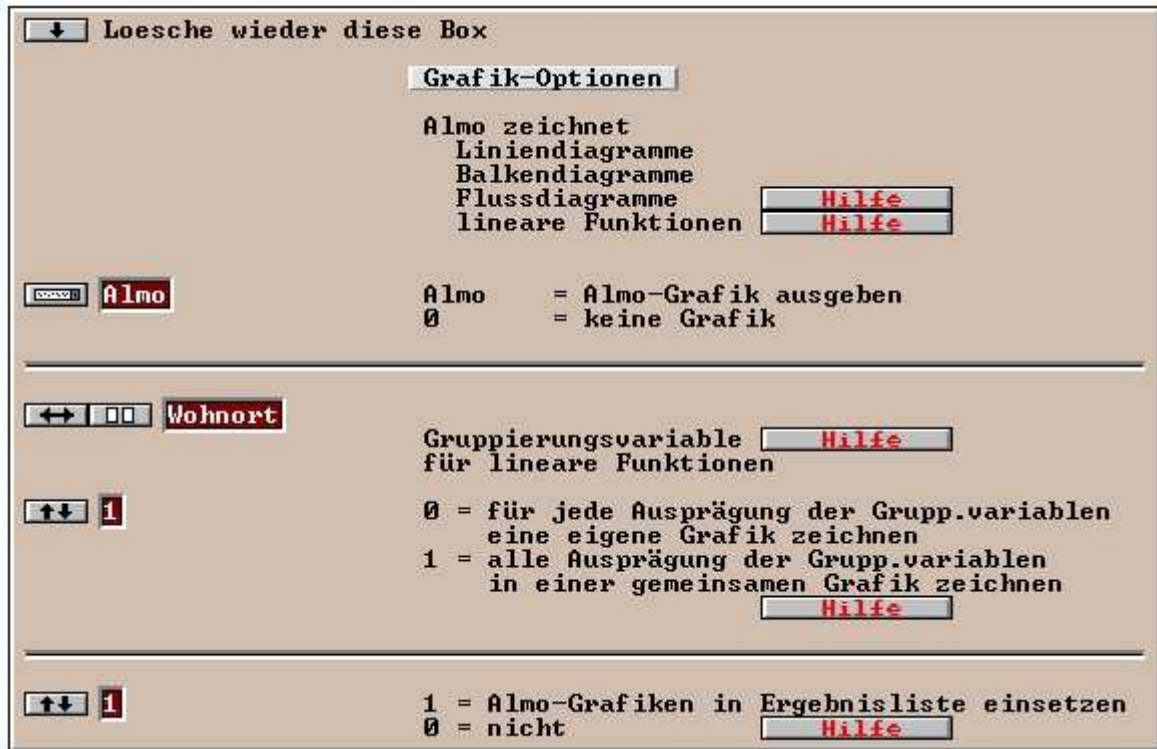 Loesche wieder diese Box
Grafik-Optionen
Almo zeichnet
Liniendiagramme
Balkendiagramme
Flussdiagramme Hilfe
lineare Funktionen Hilfe
Almo Almo = Almo-Grafik ausgeben
0 = keine Grafik
Wohnort
Gruppierungsvariable Hilfe
für lineare Funktionen
1 0 = für jede Ausprägung der Grupp.variablen
eine eigene Grafik zeichnen
1 = alle Ausprägung der Grupp.variablen
in einer gemeinsamen Grafik zeichnen
Hilfe
1 1 = Almo-Grafiken in Ergebnisliste einsetzen
0 = nicht Hilfe